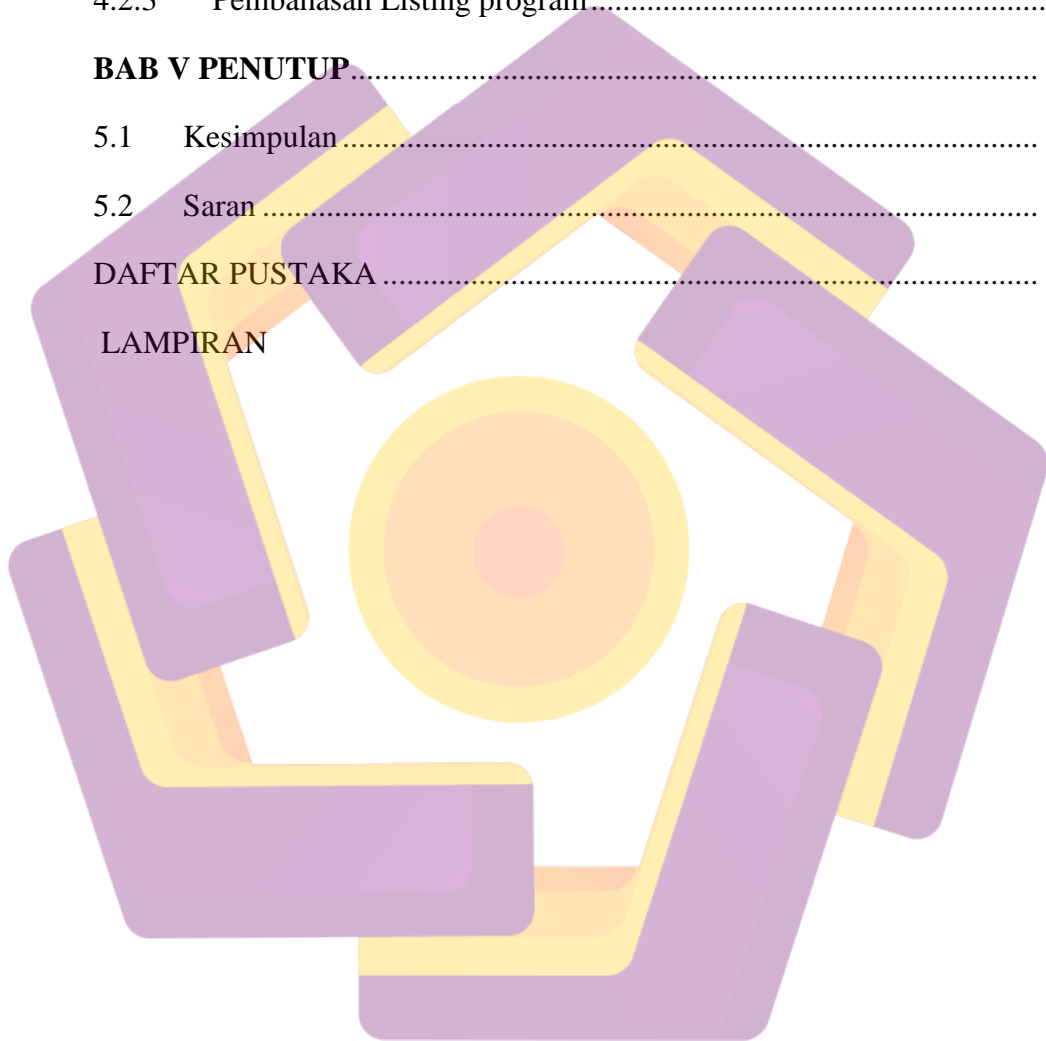 4.2.3 Pembahasan Listing program................................................
BAB V PENUTUP................................................................................
5.1 Kesimpulan................................................................................
5.2 Saran................................................................................
DAFTAR PUSTAKA................................................................................
LAMPIRAN